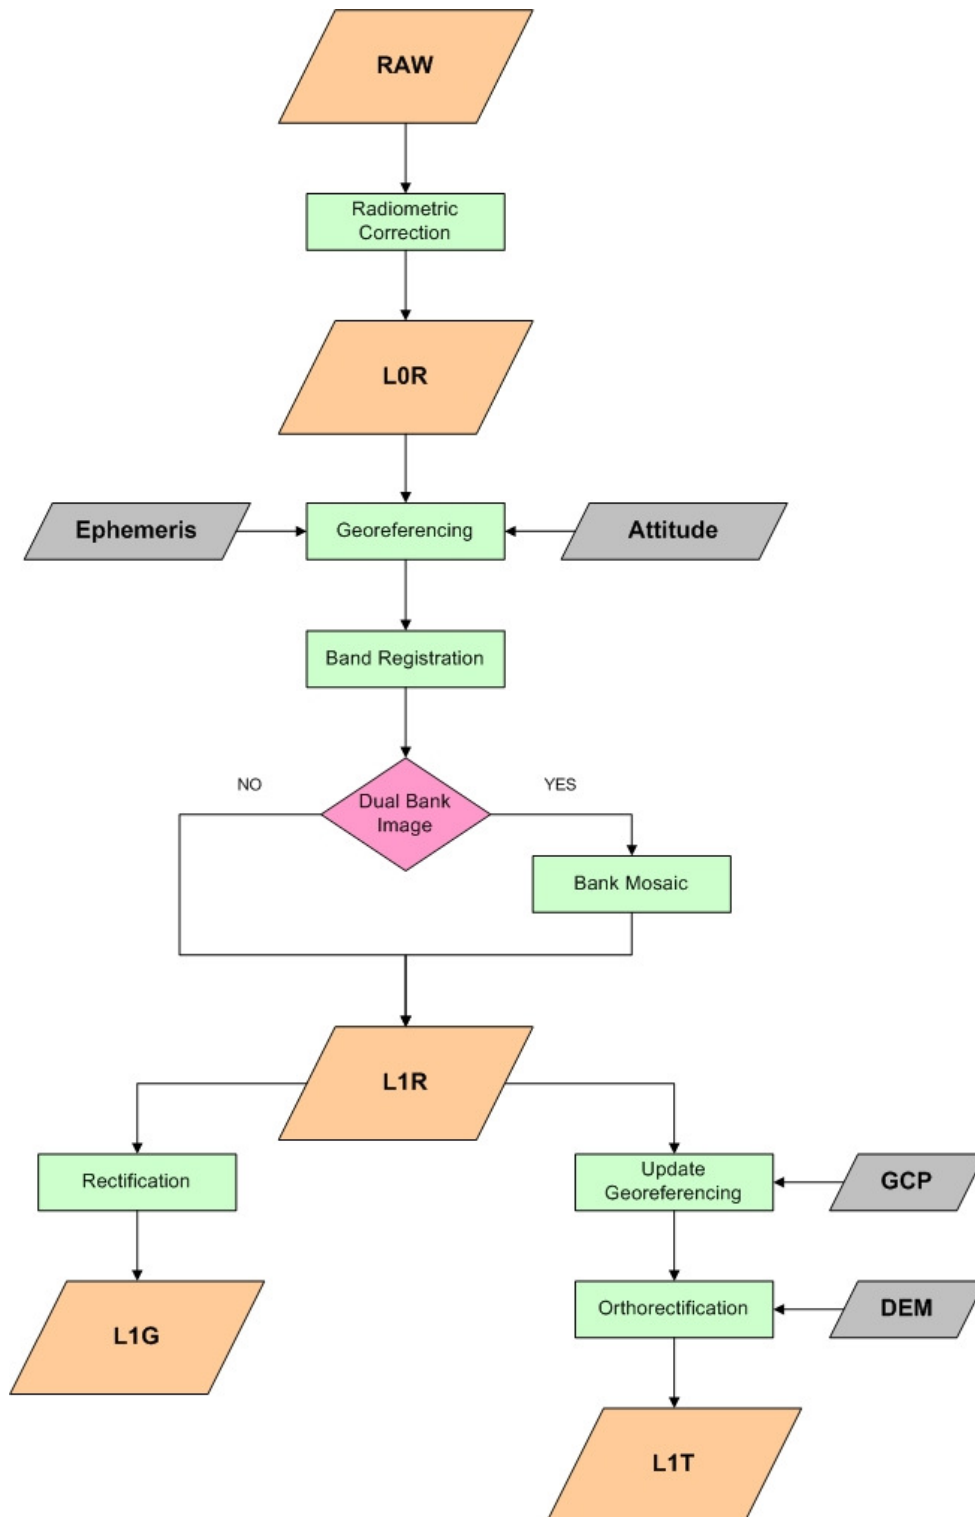 RAW
Radiometric
Correction
L0R
Ephemeris
Georeferencing
Attitude
Band Registration
NO
Dual Bank
Image
YES
Bank Mosaic
L1R
Rectification
Update
Georeferencing
GCP
Orthorectification
DEM
L1G
L1T